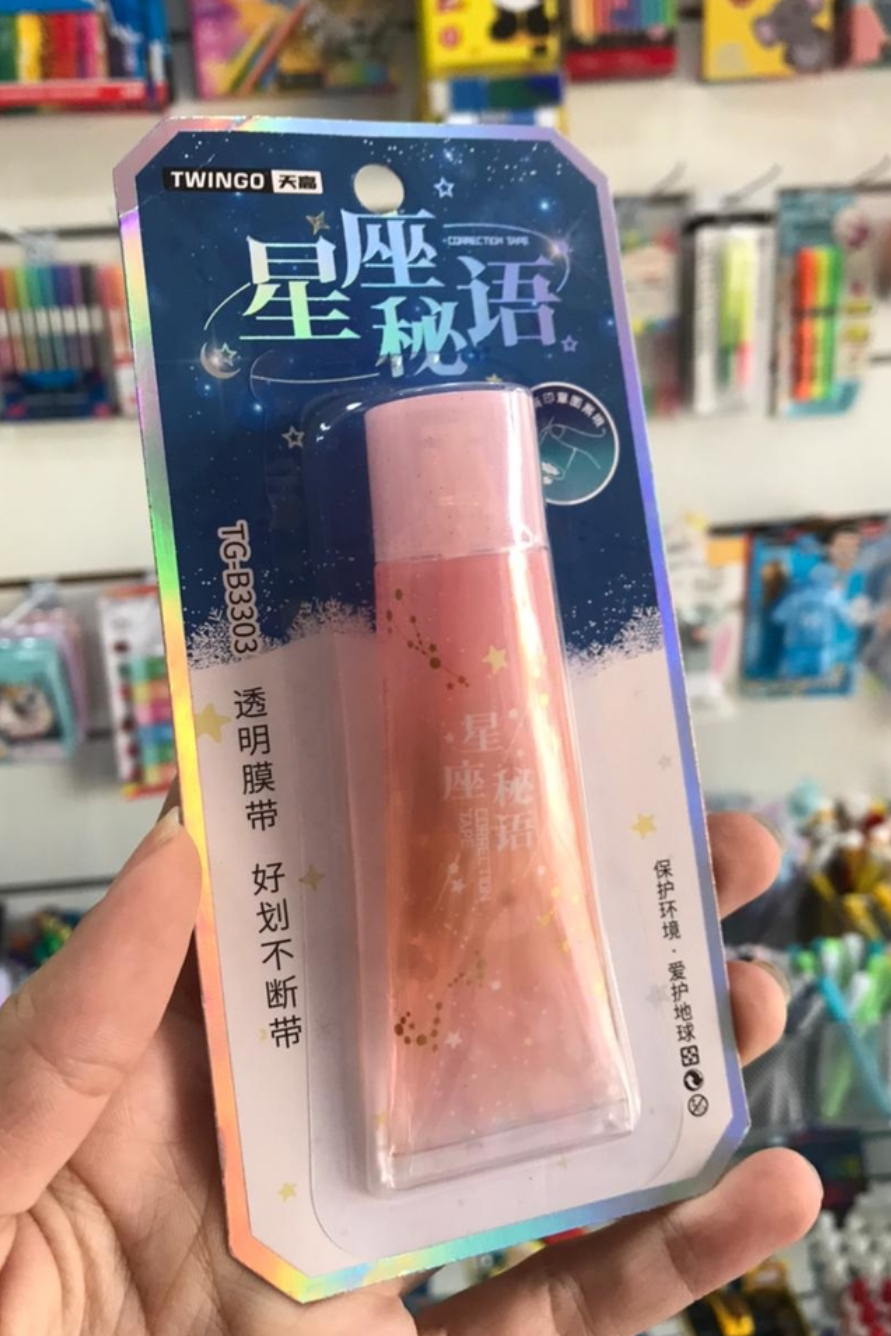 TWINGO 天高
CORRECTION TAPE
星座
秘语
TG-B3303
透明膜带 好划不断带
星座
秘语
CORRECTION
TAPE
保护环境·爱护地球